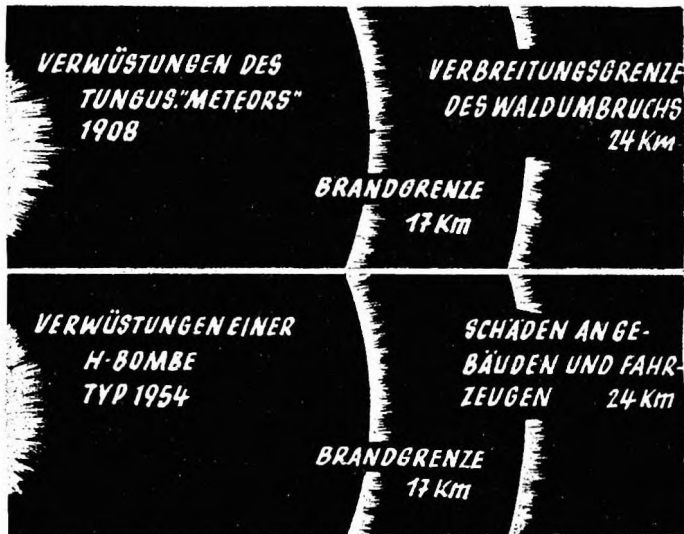 VERWÜSTUNGEN DES
TUNGUS."METEORS"
1908
VERBREITUNGSGRENZE
DES WALDUMBRUCHS
24 Km
BRANDGRENZE
17 Km
VERWÜSTUNGEN EINER
H-BOMBE
TYP 1954
SCHÄDEN AN GE-
BÄUDEN UND FAHR-
ZEUGEN 24 Km
BRANDGRENZE
17 Km